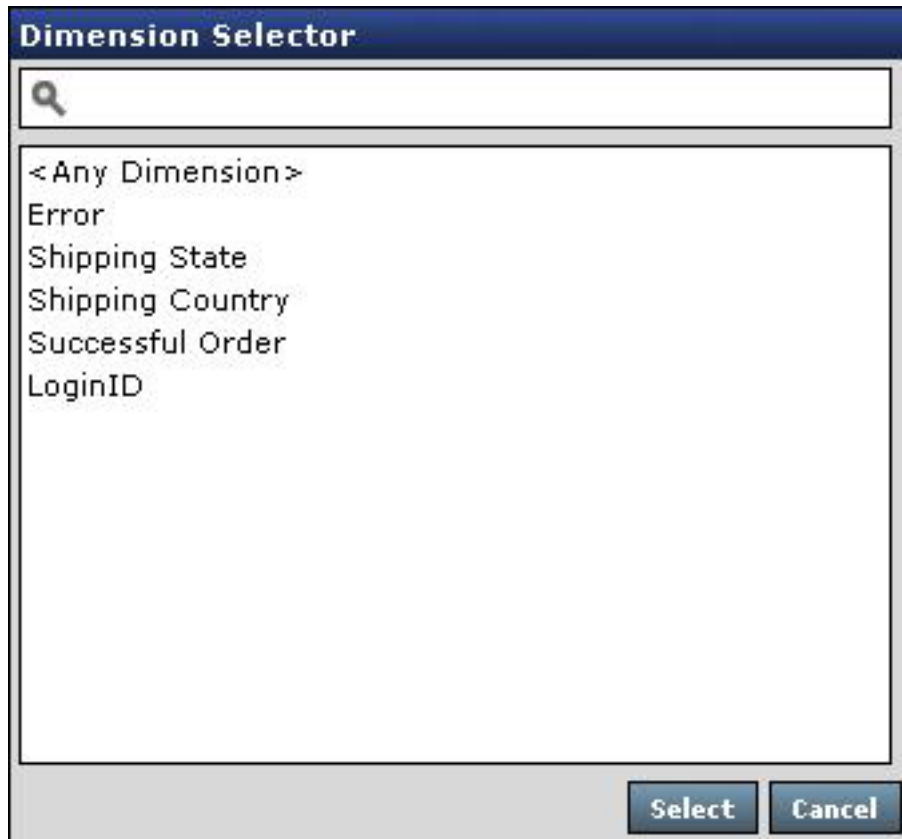 Dimension Selector
<Any Dimension>
Error
Shipping State
Shipping Country
Successful Order
LoginID
Select Cancel